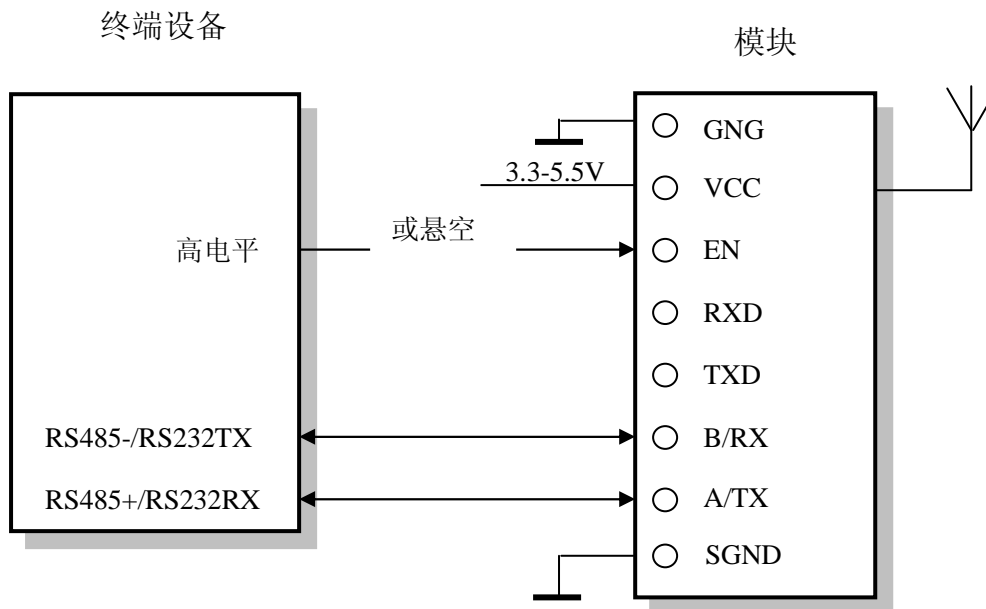 终端设备
模块
GNG
3.3-5.5V
VCC
或悬空
高电平
EN
RXD
TXD
RS485-/RS232TX
B/RX
RS485+/RS232RX
A/TX
SGND